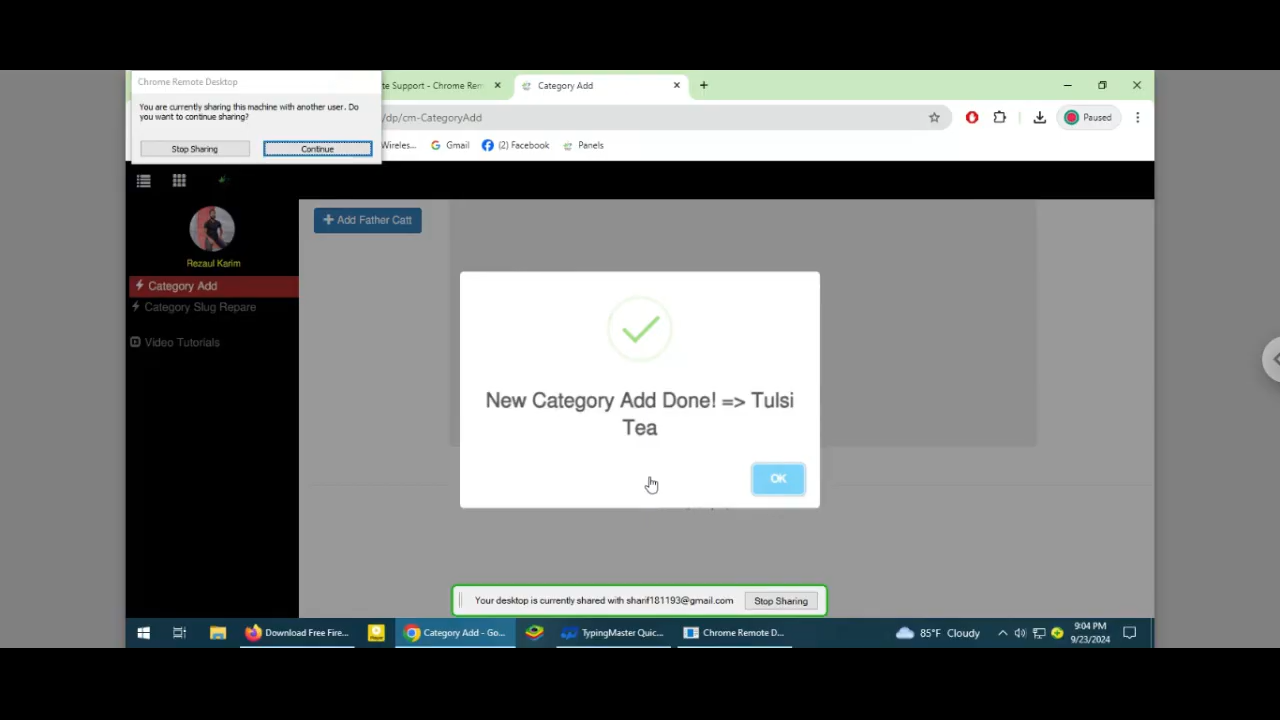 Chrome Remote Desktop
You are currently sharing this machine with another user. Do
you want to continue sharing?
Stop Sharing
Continue
te Support - Chrome Rem
Category Add
/dp/cm-CategoryAdd
Paused
Wireles...
Gmail
(2) Facebook
Panels
Add Father Catt
Rezaul Karim
Category Add
Category Slug Repare
Video Tutorials
New Category Add Done! => Tulsi
Tea
OK
Your desktop is currently shared with sharif181193@gmail.com
Stop Sharing
Download Free Fire...
Category Add - Go...
TypingMaster Quic...
Chrome Remote D...
85°F Cloudy
9:04 PM
9/23/2024